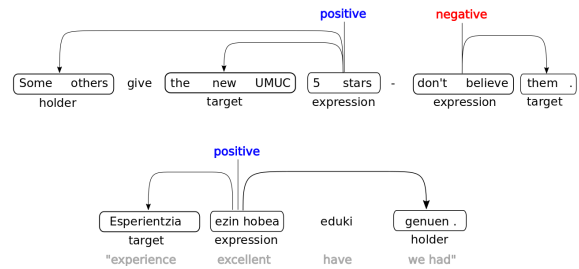 positive negative
Some others give the new UMUC 5 stars - don't believe them .
holder target expression expression target
positive
Esperientzia ezin hobea eduki genuen .
target expression holder
"experience excellent have we had"